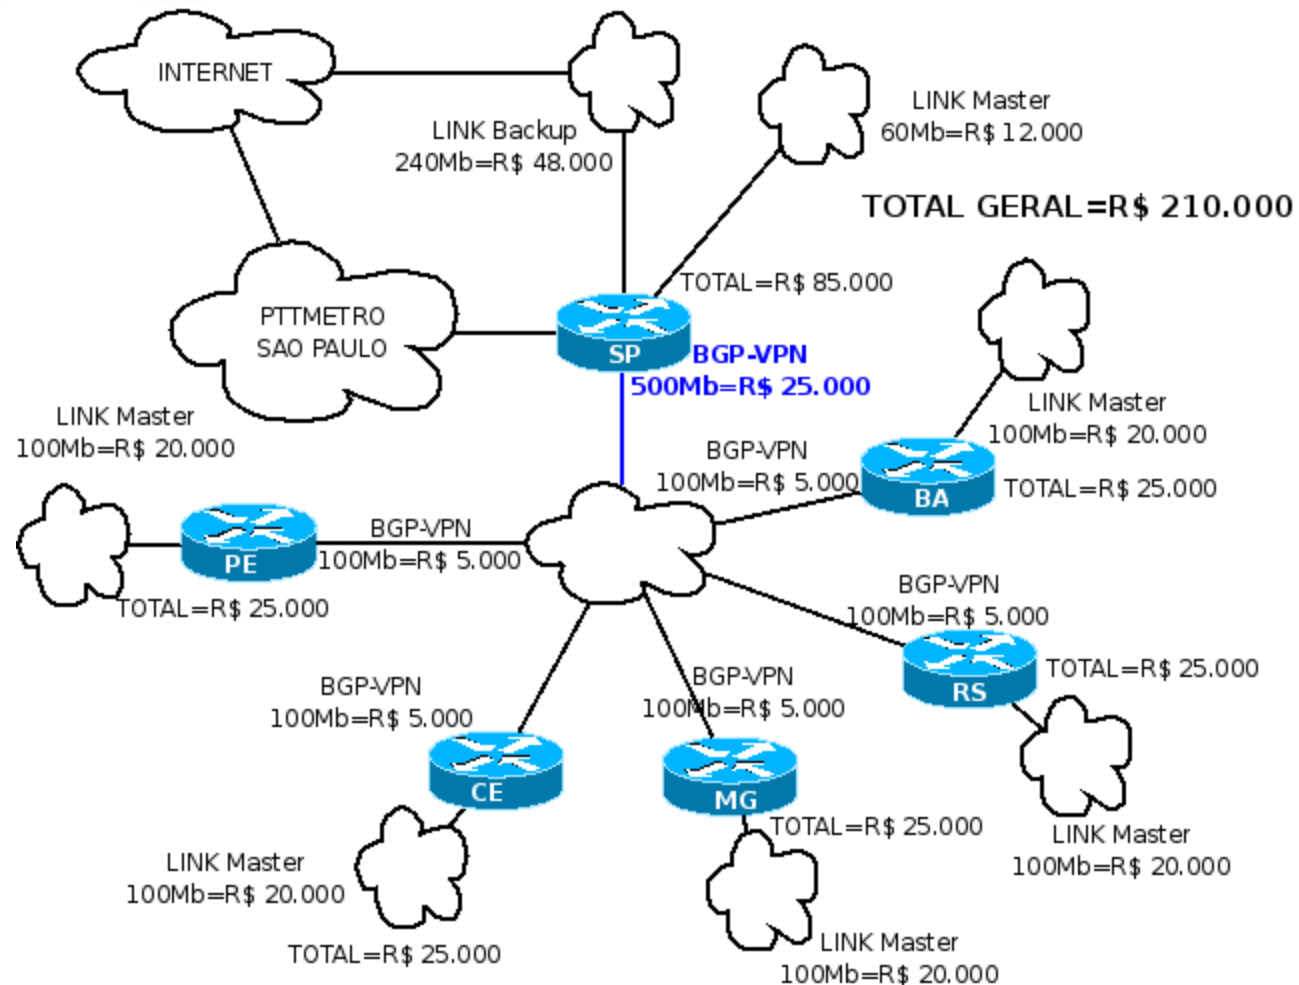 INTERNET
LINK Backup
240Mb=R$ 48.000
LINK Master
60Mb=R$ 12.000
TOTAL GERAL=R$ 210.000
TOTAL=R$ 85.000
PTTMETRO
SAO PAULO
SP
BGP-VPN
500Mb=R$ 25.000
LINK Master
100Mb=R$ 20.000
LINK Master
100Mb=R$ 20.000
BGP-VPN
100Mb=R$ 5.000
BA
TOTAL=R$ 25.000
PE
BGP-VPN
100Mb=R$ 5.000
TOTAL=R$ 25.000
BGP-VPN
100Mb=R$ 5.000
RS
TOTAL=R$ 25.000
BGP-VPN
100Mb=R$ 5.000
BGP-VPN
100Mb=R$ 5.000
CE
MG
TOTAL=R$ 25.000
LINK Master
100Mb=R$ 20.000
LINK Master
100Mb=R$ 20.000
TOTAL=R$ 25.000
LINK Master
100Mb=R$ 20.000